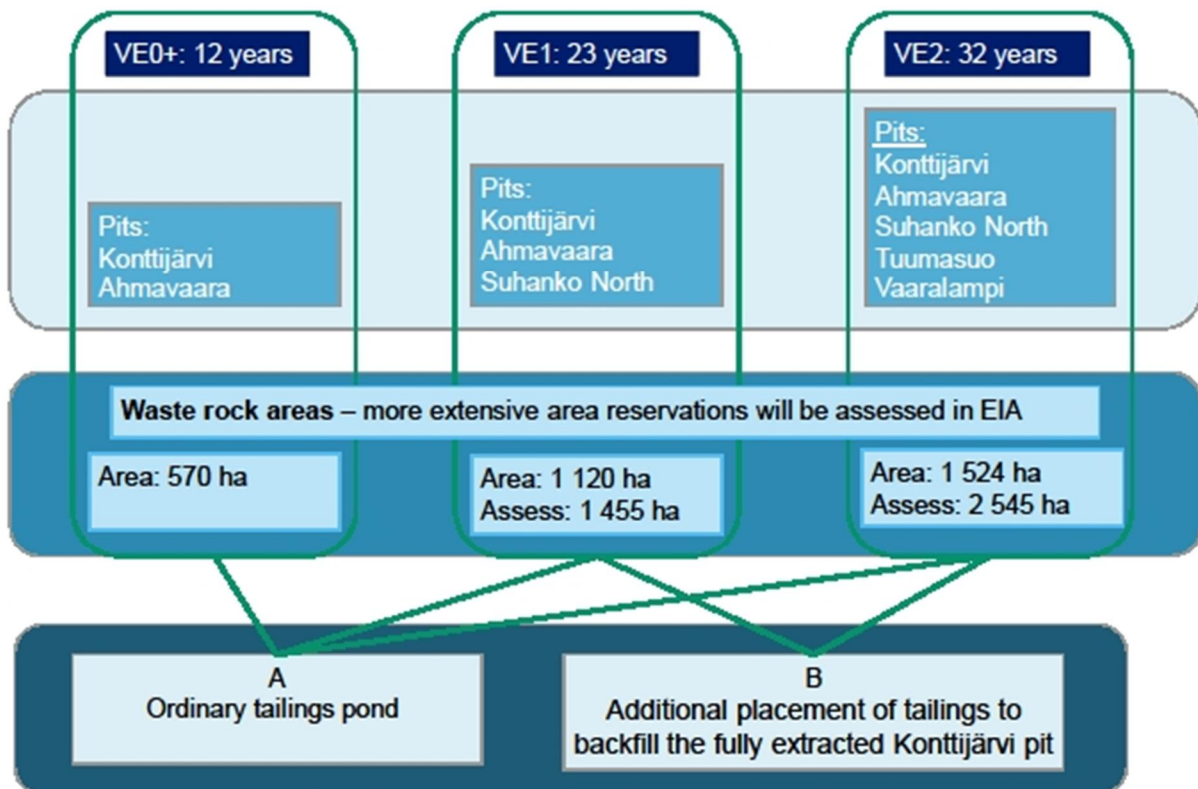 VE0+: 12 years
VE1: 23 years
VE2: 32 years
Pits:
Konttijärvi
Ahmavaara
Pits:
Konttijärvi
Ahmavaara
Suhanko North
Pits:
Konttijärvi
Ahmavaara
Suhanko North
Tuumasuo
Vaaralampi
Waste rock areas – more extensive area reservations will be assessed in EIA
Area: 570 ha
Area: 1 120 ha
Assess: 1 455 ha
Area: 1 524 ha
Assess: 2 545 ha
A
Ordinary tailings pond
B
Additional placement of tailings to
backfill the fully extracted Konttijärvi pit